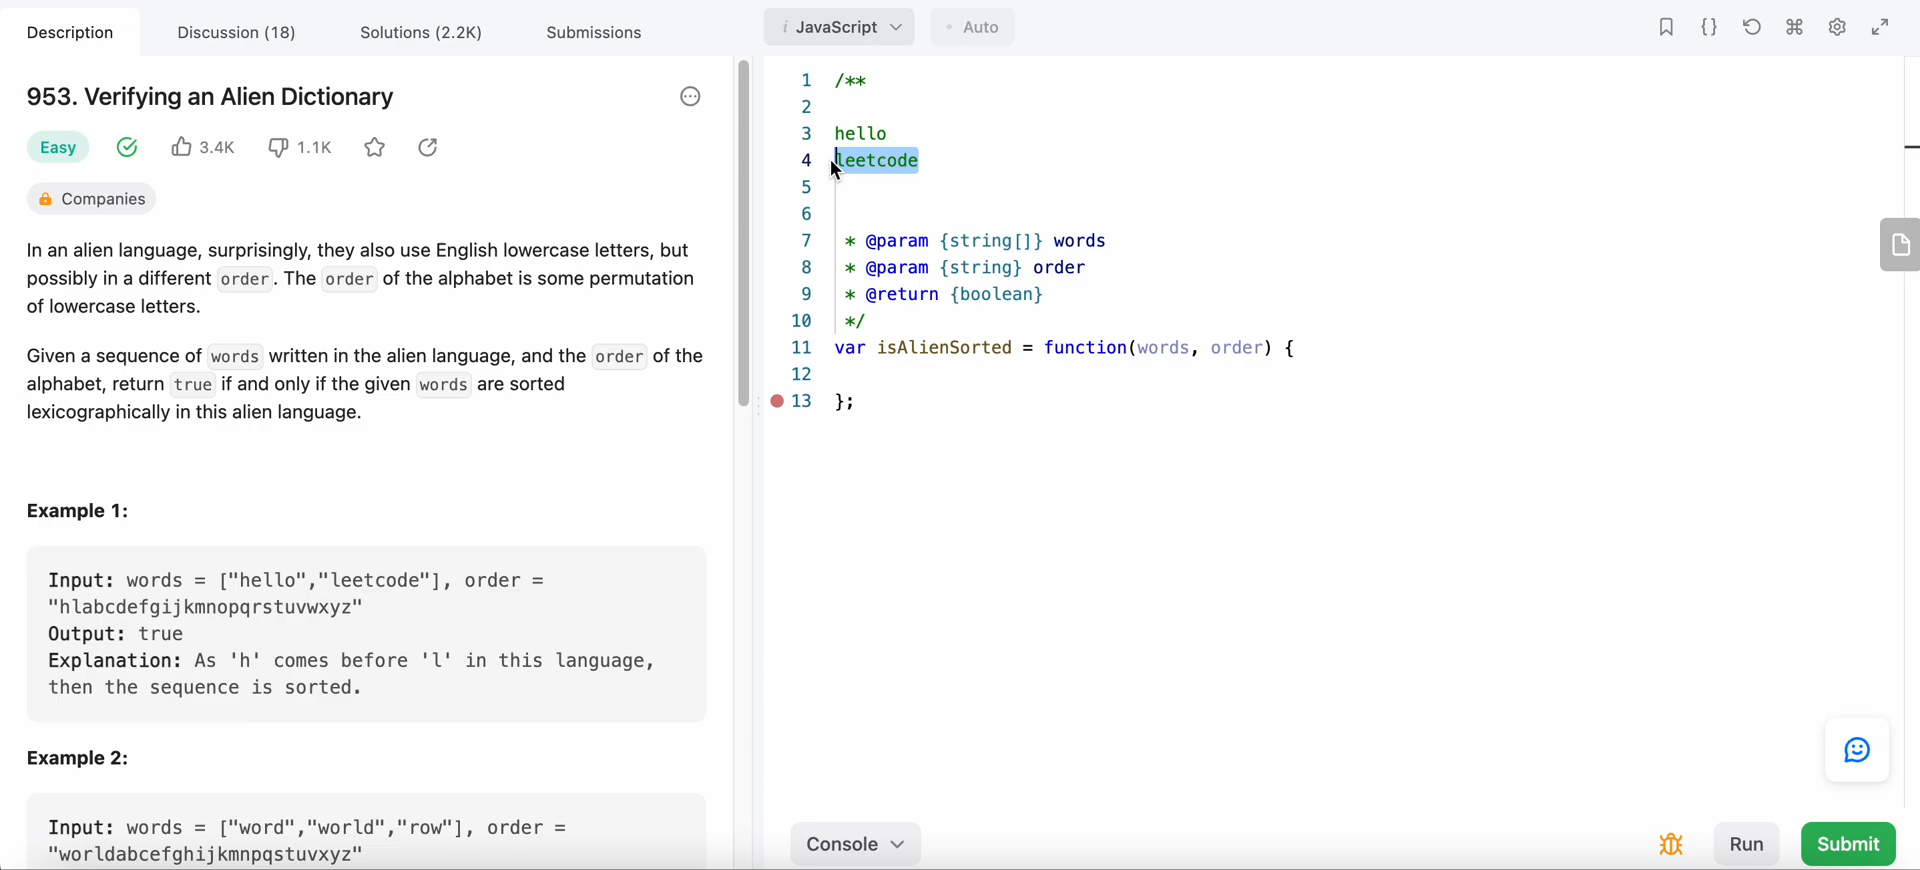 Description Discussion (18) Solutions (2.2K) Submissions
953. Verifying an Alien Dictionary
Easy 3.4K 1.1K
Companies
In an alien language, surprisingly, they also use English lowercase letters, but
possibly in a different order. The order of the alphabet is some permutation
of lowercase letters.
Given a sequence of words written in the alien language, and the order of the
alphabet, return true if and only if the given words are sorted
lexicographically in this alien language.
Example 1:
Input: words = ["hello","leetcode"], order =
"hlabcdefgijkmnopqrstuvwxyz"
Output: true
Explanation: As 'h' comes before 'l' in this language,
then the sequence is sorted.
Example 2:
Input: words = ["word","world","row"], order =
"worldabcefghijkmnpqstuvxyz"
i JavaScript • Auto
1 /**
2
3 hello
4 leetcode
5
6
7 * @param {string[]} words
8 * @param {string} order
9 * @return {boolean}
10 */
11 var isAlienSorted = function(words, order) {
12
13 };
Console Run Submit